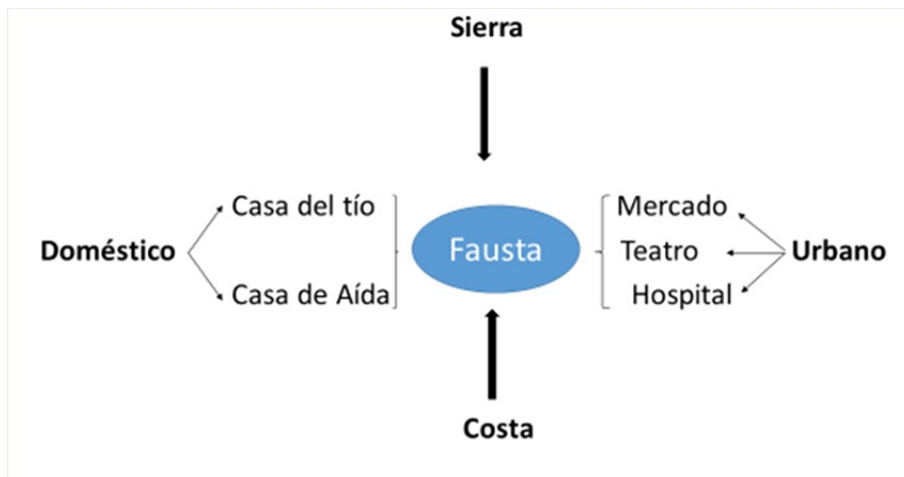 Sierra
Casa del tío
Mercado
Doméstico
Fausta
Teatro
Urbano
Casa de Aída
Hospital
Costa